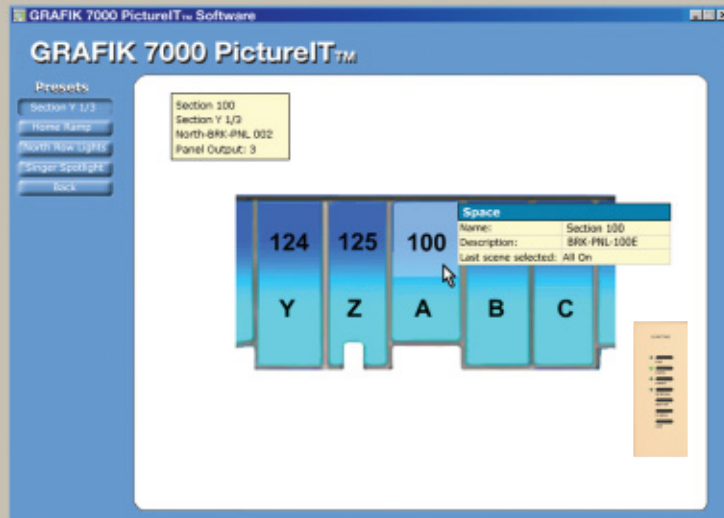 GRAFIK 7000 PictureIT™ Software
GRAFIK 7000 PictureIT™
Presets
Section Y 1/3
Home Ramp
North Row Lights
Singer Spotlight
Back
Section 100
Section Y 1/3
North-BRK-PNL 002
Panel Output: 3
124
125
100
Space
Name: Section 100
Description: BRK-PNL-100E
Last scene selected: All On
Y
Z
A
B
C